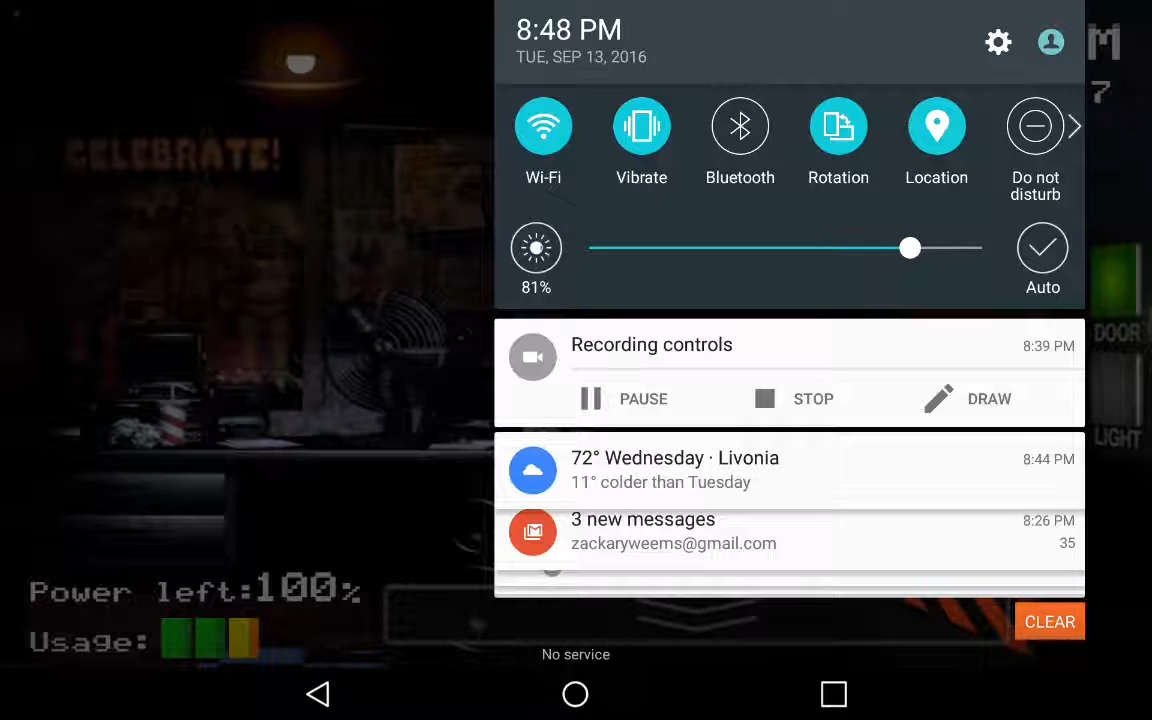 8:48 PM
TUE, SEP 13, 2016
M
7
CELEBRATE!
Wi-Fi
Vibrate
Bluetooth
Rotation
Location
Do not
disturb
81%
Auto
DOOR
LIGHT
Recording controls
8:39 PM
PAUSE
STOP
DRAW
72° Wednesday · Livonia
8:44 PM
11° colder than Tuesday
3 new messages
8:26 PM
zackaryweems@gmail.com
35
Power left:100%
Usage:
CLEAR
No service